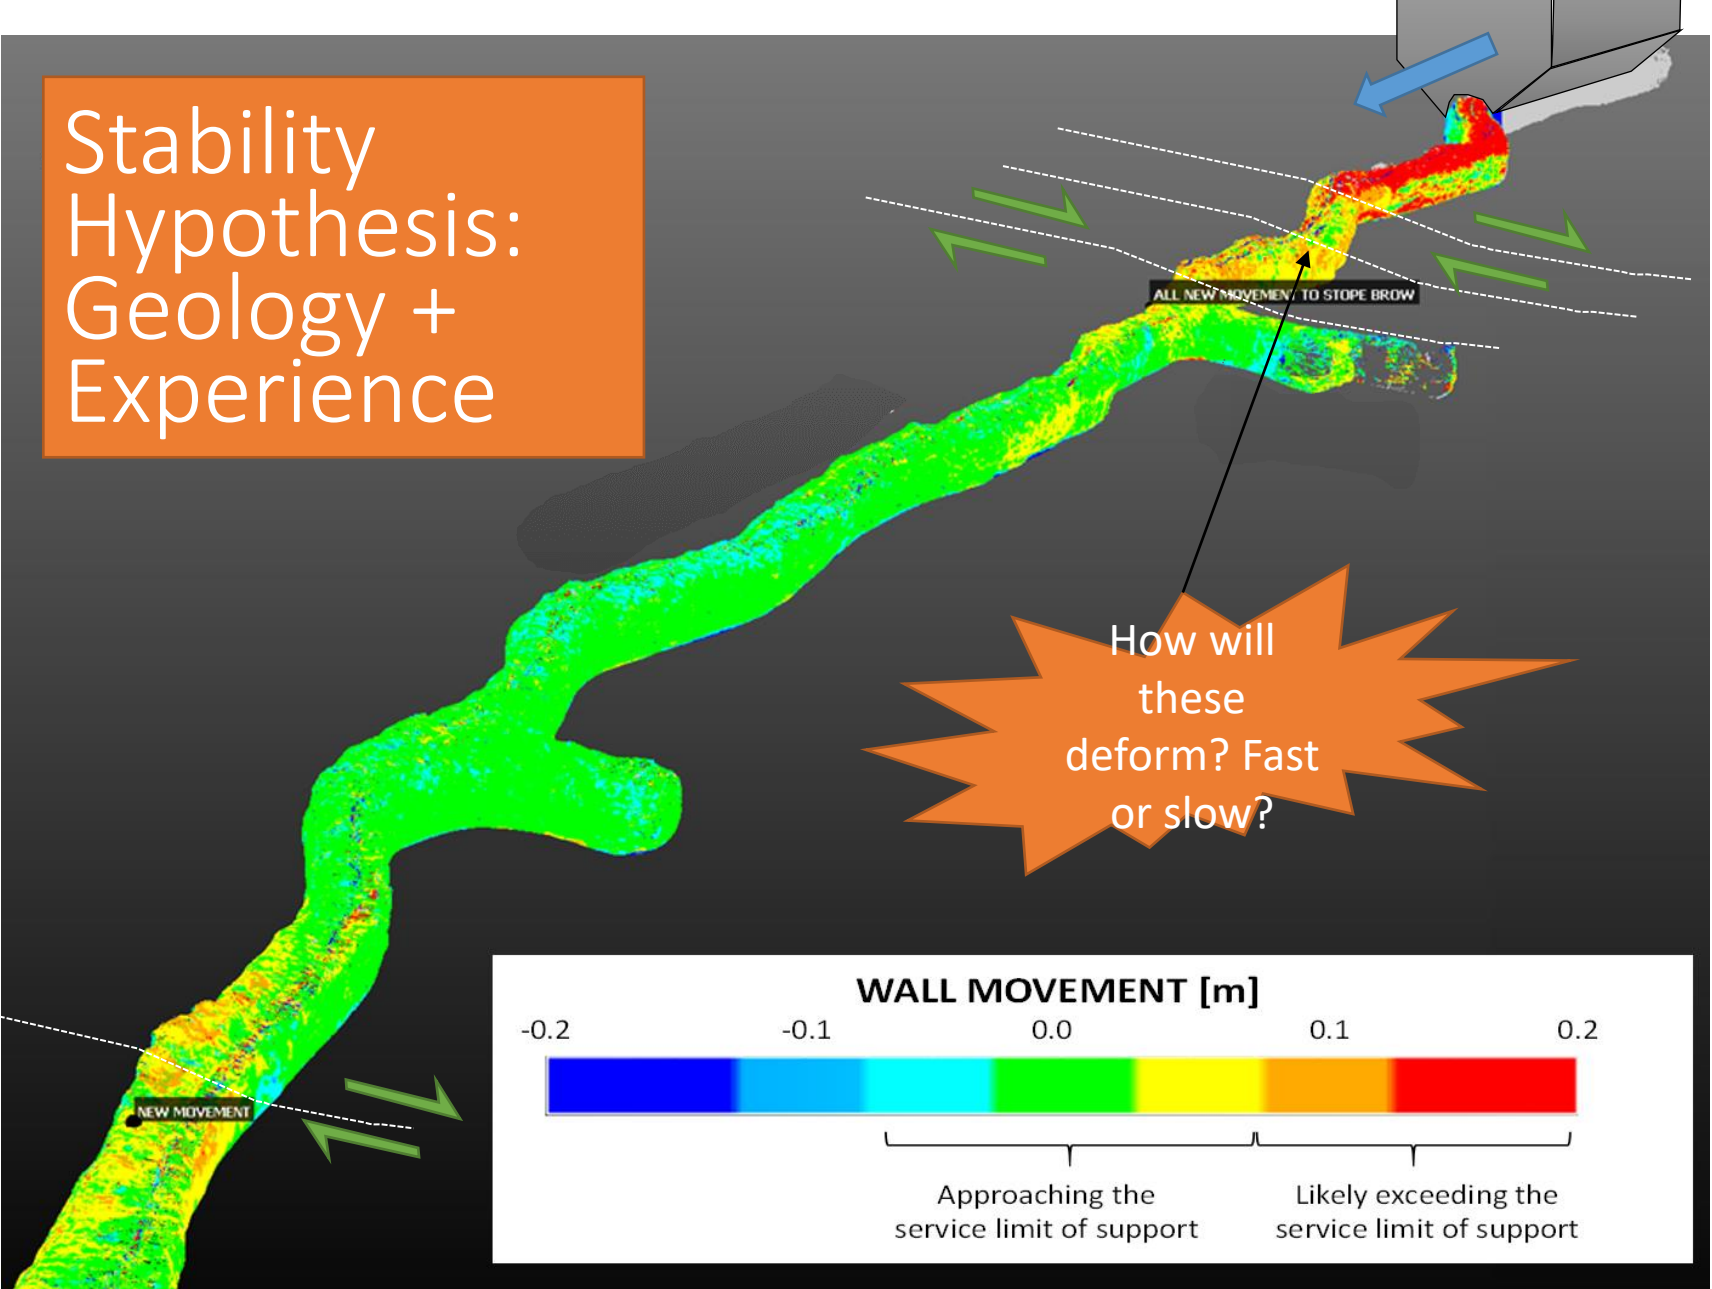 Stability
Hypothesis:
Geology +
Experience
ALL NEW MOVEMENT TO STOPE BROW
How will
these
deform? Fast
or slow?
WALL MOVEMENT [m]
-0.2 -0.1 0.0 0.1 0.2
Approaching the
service limit of support
Likely exceeding the
service limit of support
NEW MOVEMENT